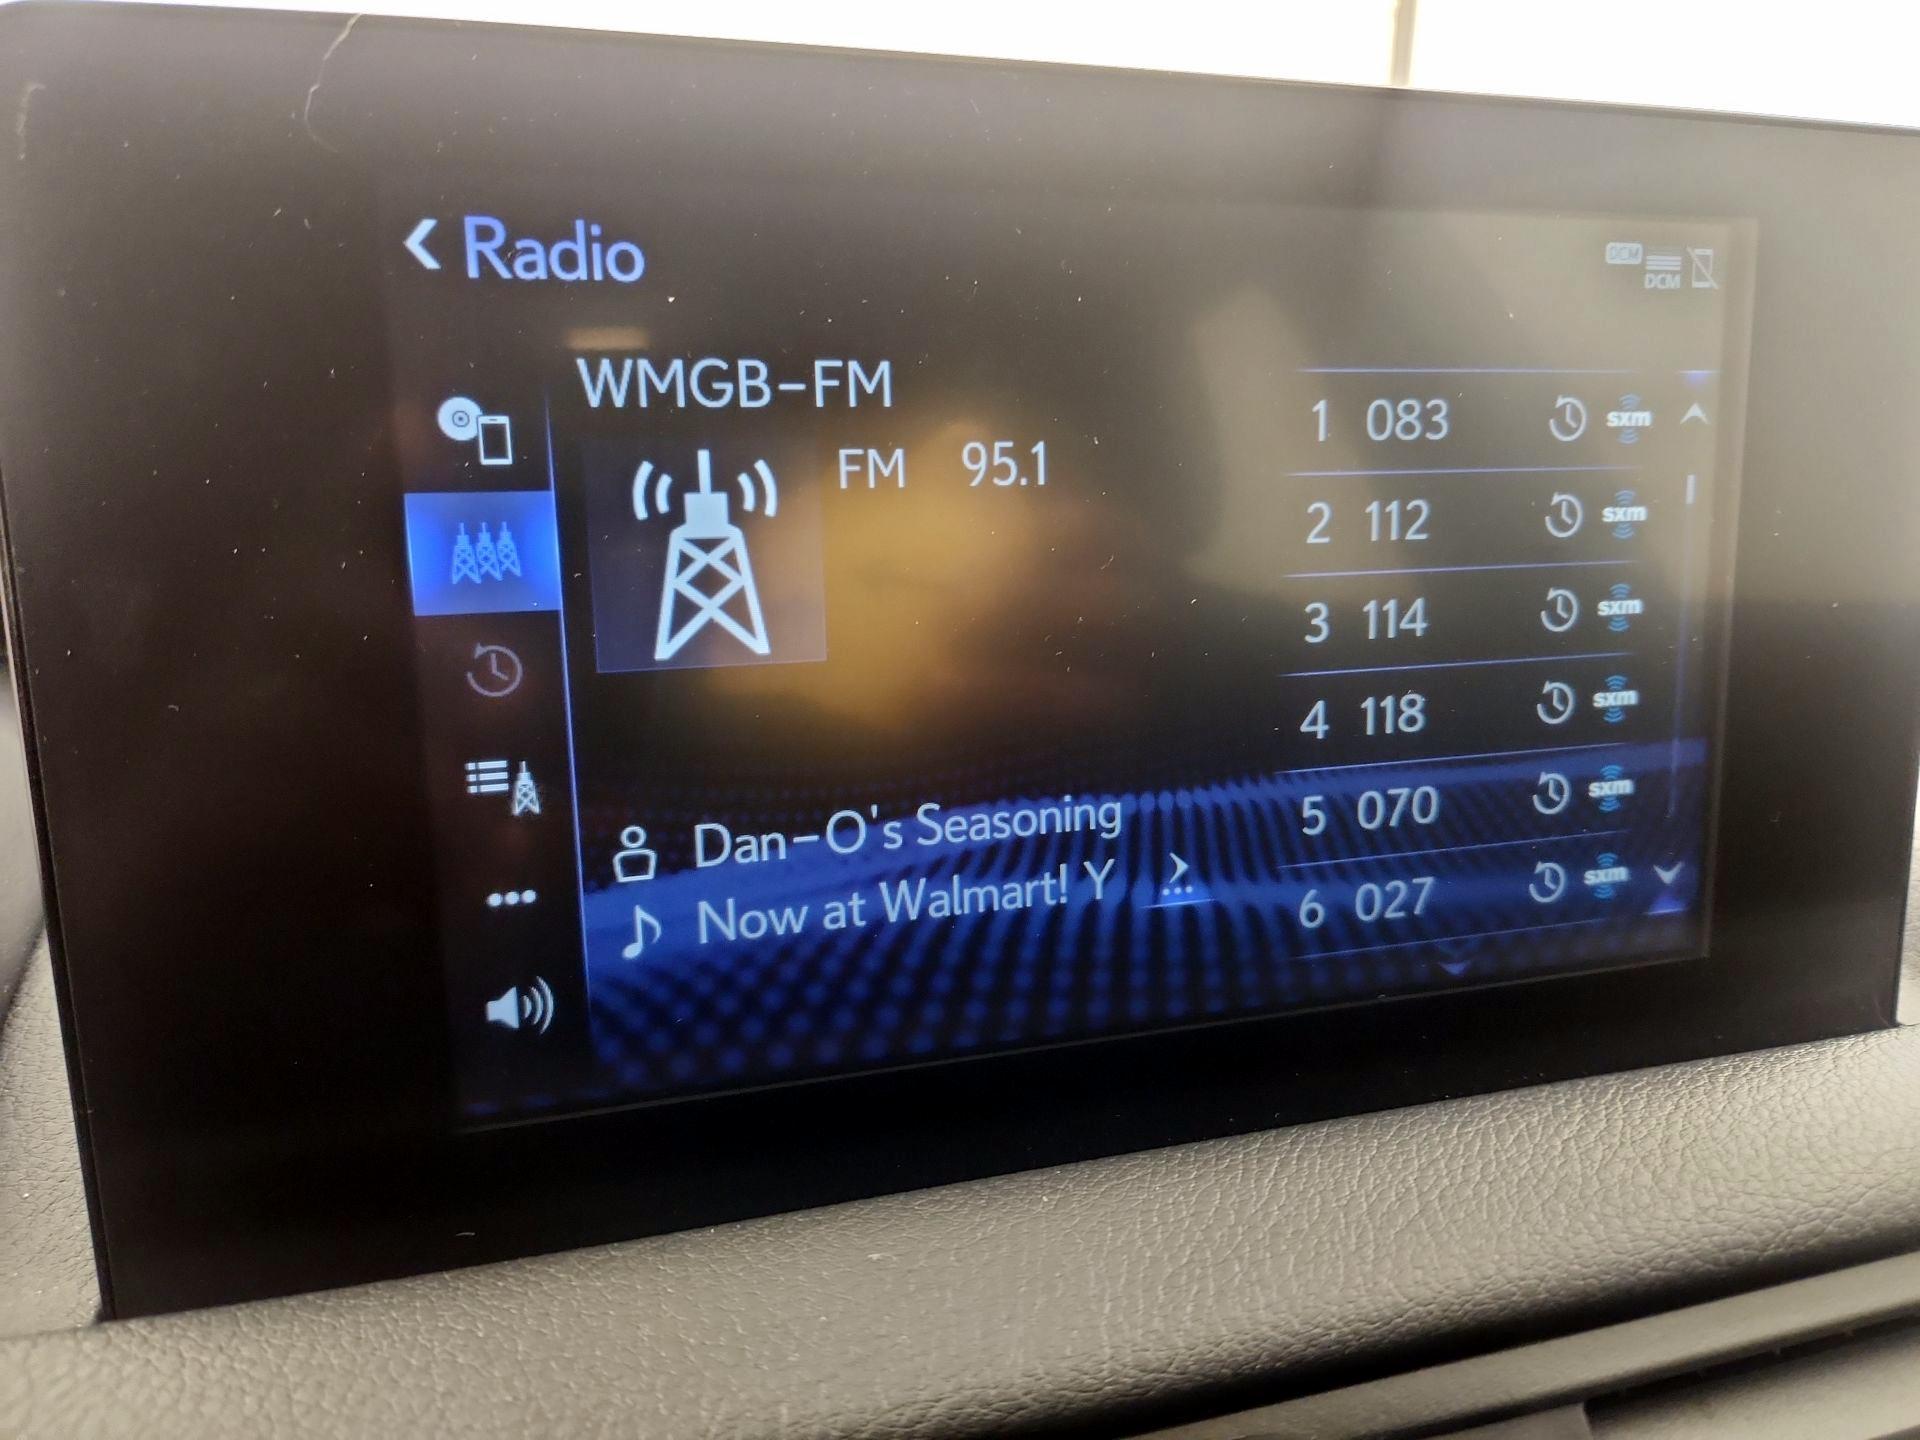 Radio
DCM
DCM
WMGB-FM
FM 95.1
Dan-O's Seasoning
Now at Walmart! Y
1 083 sxm
2 112 sxm
3 114 sxm
4 118 sxm
5 070 sxm
6 027 sxm